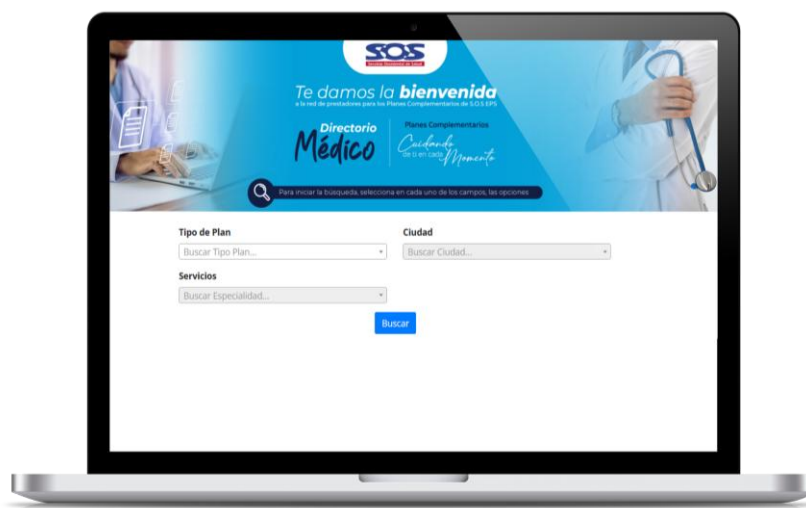 SOS
Servicio Occidental de Salud
Te damos la bienvenida
a la red de prestadores para los Planes Complementarios de S.O.S EPS
Directorio
Médico
Planes Complementarios
Cuidando
de ti en cada Momento
Para iniciar la búsqueda, selecciona en cada uno de los campos, las opciones
Tipo de Plan
Ciudad
Buscar Tipo Plan...
Buscar Ciudad...
Servicios
Buscar Especialidad...
Buscar